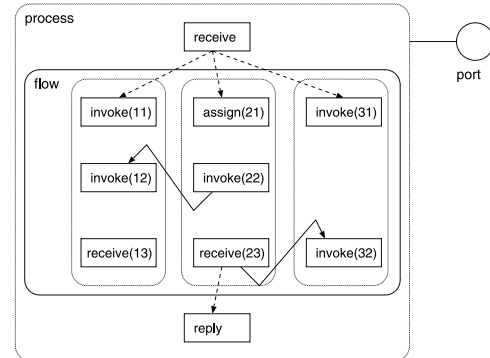 process
receive
port
flow
invoke(11) assign(21) invoke(31)
invoke(12) invoke(22)
receive(13) receive(23) invoke(32)
reply